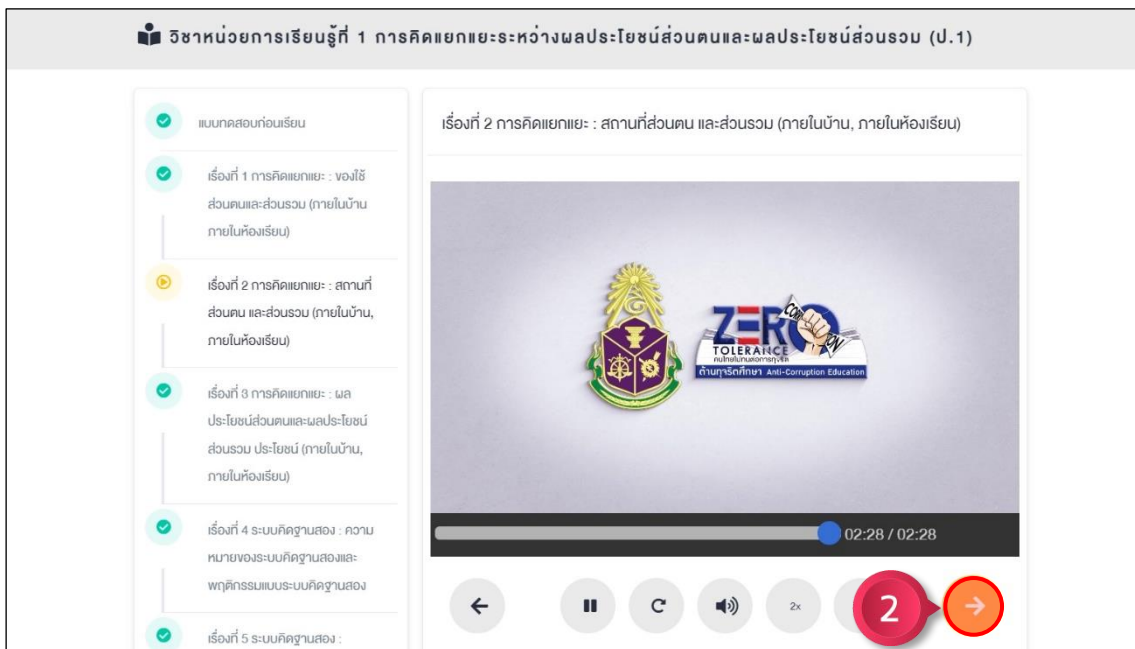 วิชาหน่วยการเรียนรู้ที่ 1 การคิดแยกแยะระหว่างผลประโยชน์ส่วนตนและผลประโยชน์ส่วนรวม (ป.1)
แบบทดสอบก่อนเรียน
เรื่องที่ 1 การคิดแยกแยะ : ของใช้
ส่วนตนและส่วนรวม (ภายในบ้าน
ภายในห้องเรียน)
เรื่องที่ 2 การคิดแยกแยะ : สถานที่
ส่วนตน และส่วนรวม (ภายในบ้าน,
ภายในห้องเรียน)
เรื่องที่ 3 การคิดแยกแยะ : ผล
ประโยชน์ส่วนตนและผลประโยชน์
ส่วนรวม ประโยชน์ (ภายในบ้าน,
ภายในห้องเรียน)
เรื่องที่ 4 ระบบคิดฐานสอง : ความ
หมายของระบบคิดฐานสองและ
พฤติกรรมแบบระบบคิดฐานสอง
เรื่องที่ 5 ระบบคิดฐานสอง :
เรื่องที่ 2 การคิดแยกแยะ : สถานที่ส่วนตน และส่วนรวม (ภายในบ้าน, ภายในห้องเรียน)
ZERO
CORRUPTION
TOLERANCE
คนไทยไม่ทนต่อการทุจริต
ต้านทุจริตศึกษา Anti-Corruption Education
02:28 / 02:28
2x
2